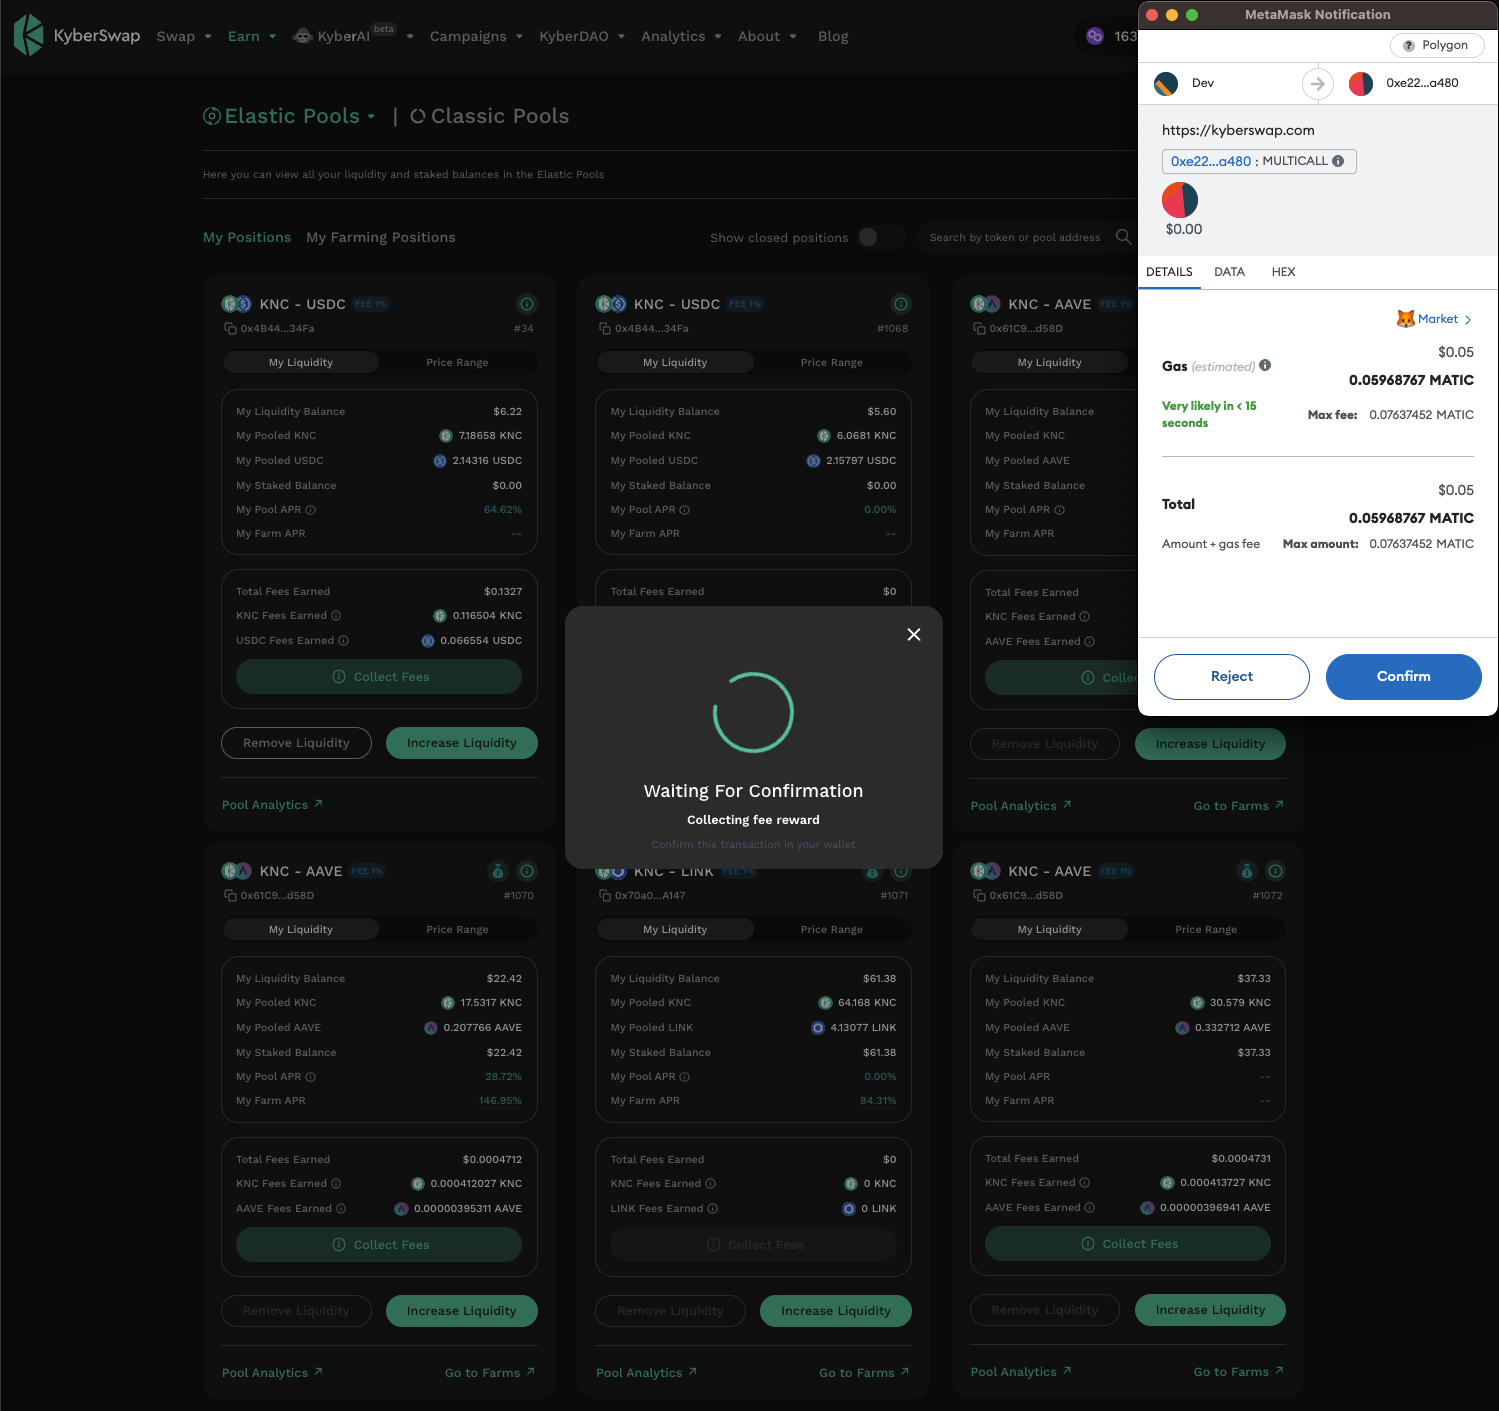 KyberSwap
Swap
Earn
KyberAI beta
Campaigns
KyberDAO
Analytics
About
Blog
163
Elastic Pools | Classic Pools
Here you can view all your liquidity and staked balances in the Elastic Pools
My Positions My Farming Positions
Show closed positions
Search by token or pool address
KNC - USDC FEE 1%
0x4B44...34Fa #34
My Liquidity Price Range
My Liquidity Balance $6.22
My Pooled KNC 7.18658 KNC
My Pooled USDC 2.14316 USDC
My Staked Balance $0.00
My Pool APR 64.62%
My Farm APR --
Total Fees Earned $0.1327
KNC Fees Earned 0.116504 KNC
USDC Fees Earned 0.066554 USDC
Collect Fees
Remove Liquidity Increase Liquidity
Pool Analytics ↗
KNC - USDC FEE 1%
0x4B44...34Fa #1068
My Liquidity Price Range
My Liquidity Balance $5.60
My Pooled KNC 6.0681 KNC
My Pooled USDC 2.15797 USDC
My Staked Balance $0.00
My Pool APR 0.00%
My Farm APR --
Total Fees Earned $0
KNC - AAVE FEE 1%
0x61C9...d58D
My Liquidity
My Liquidity Balance
My Pooled KNC
My Pooled AAVE
My Staked Balance
My Pool APR
My Farm APR
Total Fees Earned
KNC Fees Earned
AAVE Fees Earned
Colle
Remove Liquidity Increase Liquidity
Pool Analytics ↗ Go to Farms ↗
Waiting For Confirmation
Collecting fee reward
Confirm this transaction in your wallet
KNC - AAVE FEE 1%
0x61C9...d58D #1070
My Liquidity Price Range
My Liquidity Balance $22.42
My Pooled KNC 17.5317 KNC
My Pooled AAVE 0.207766 AAVE
My Staked Balance $22.42
My Pool APR 28.72%
My Farm APR 146.95%
Total Fees Earned $0.0004712
KNC Fees Earned 0.000412027 KNC
AAVE Fees Earned 0.00000395311 AAVE
Collect Fees
Remove Liquidity Increase Liquidity
Pool Analytics ↗ Go to Farms ↗
KNC - LINK FEE 1%
0x70a0...A147 #1071
My Liquidity Price Range
My Liquidity Balance $61.38
My Pooled KNC 64.168 KNC
My Pooled LINK 4.13077 LINK
My Staked Balance $61.38
My Pool APR 0.00%
My Farm APR 84.31%
Total Fees Earned $0
KNC Fees Earned 0 KNC
LINK Fees Earned 0 LINK
Collect Fees
Remove Liquidity Increase Liquidity
Pool Analytics ↗ Go to Farms ↗
KNC - AAVE FEE 1%
0x61C9...d58D #1072
My Liquidity Price Range
My Liquidity Balance $37.33
My Pooled KNC 30.579 KNC
My Pooled AAVE 0.332712 AAVE
My Staked Balance $37.33
My Pool APR --
My Farm APR --
Total Fees Earned $0.0004731
KNC Fees Earned 0.000413727 KNC
AAVE Fees Earned 0.00000396941 AAVE
Collect Fees
Remove Liquidity Increase Liquidity
Pool Analytics ↗ Go to Farms ↗
MetaMask Notification
? Polygon
Dev 0xe22...a480
https://kyberswap.com
0xe22...a480 : MULTICALL
$0.00
DETAILS DATA HEX
Market >
$0.05
Gas (estimated) 0.05968767 MATIC
Very likely in < 15 seconds
Max fee: 0.07637452 MATIC
$0.05
Total 0.05968767 MATIC
Amount + gas fee Max amount: 0.07637452 MATIC
Reject Confirm